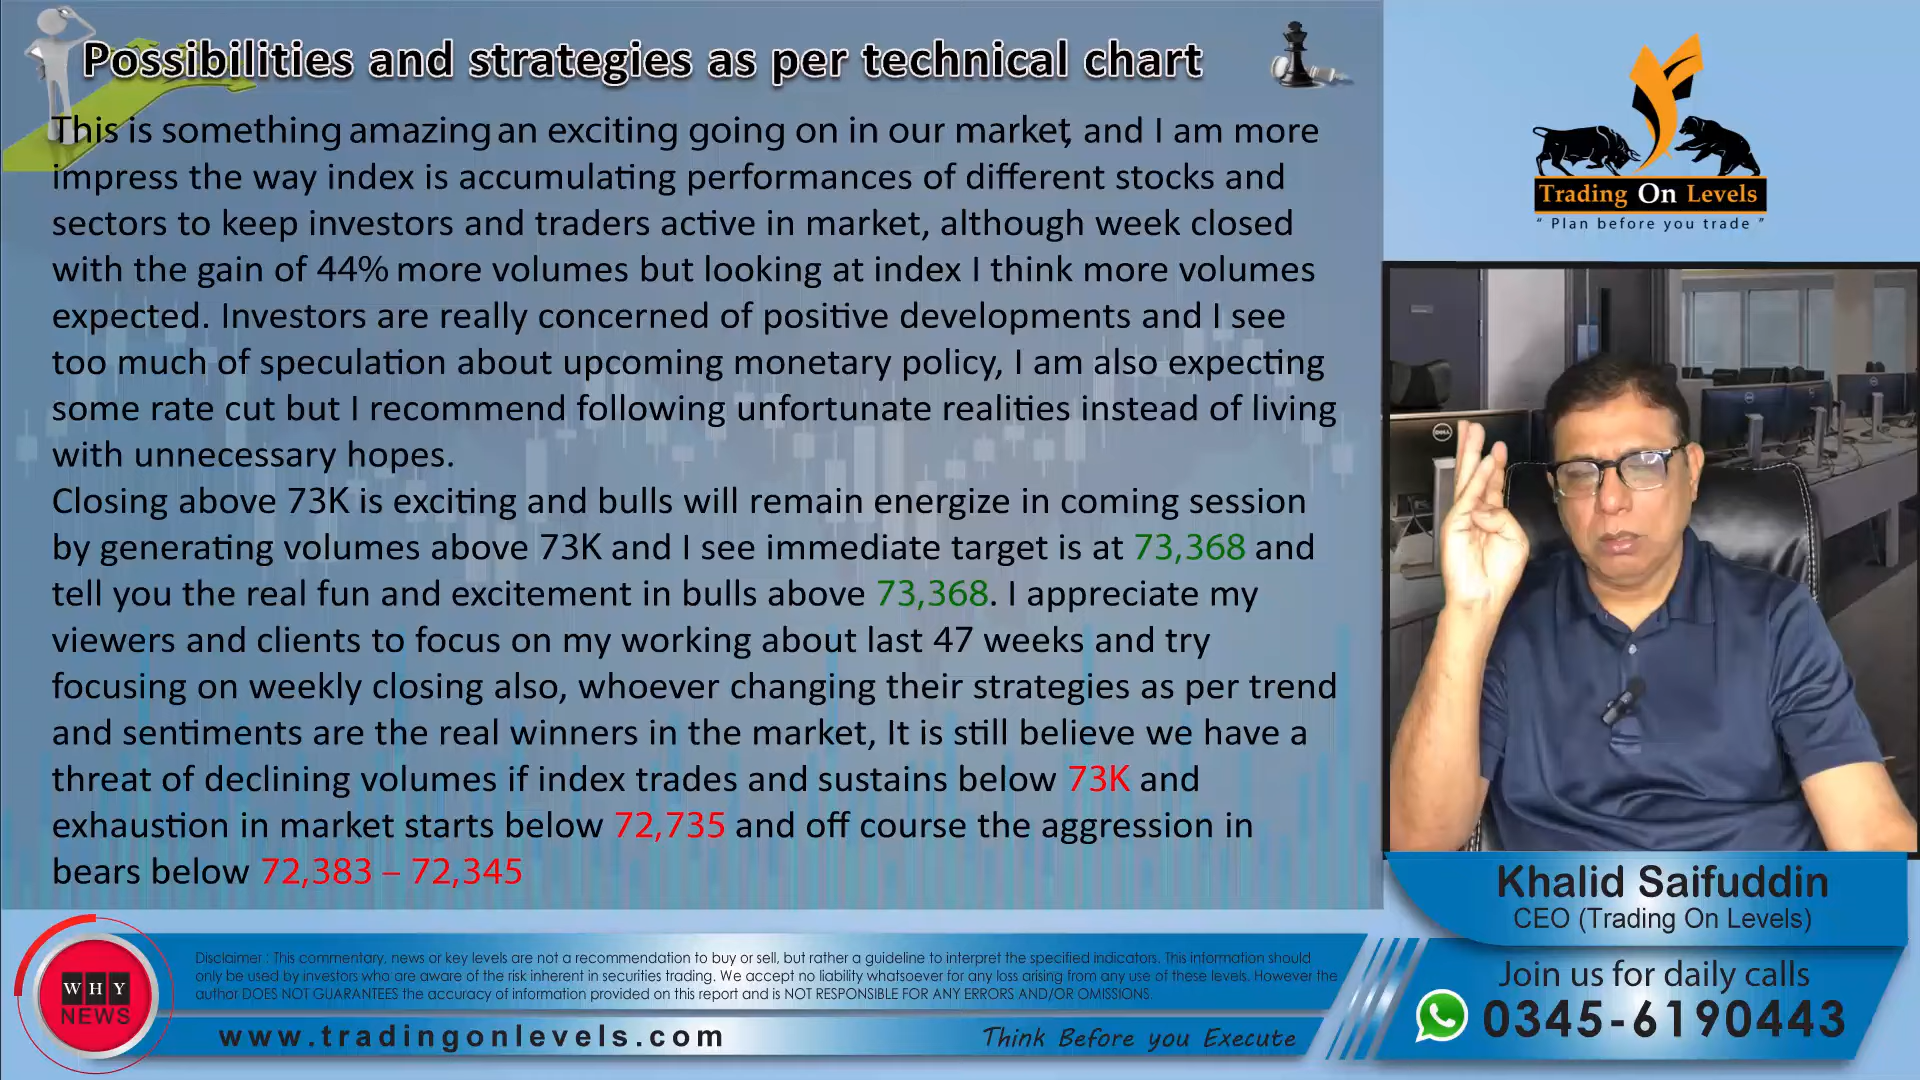 Possibilities and strategies as per technical chart
This is something amazing an exciting going on in our market, and I am more
impress the way index is accumulating performances of different stocks and
sectors to keep investors and traders active in market, although week closed
with the gain of 44% more volumes but looking at index I think more volumes
expected. Investors are really concerned of positive developments and I see
too much of speculation about upcoming monetary policy, I am also expecting
some rate cut but I recommend following unfortunate realities instead of living
with unnecessary hopes.
Closing above 73K is exciting and bulls will remain energize in coming session
by generating volumes above 73K and I see immediate target is at 73,368 and
tell you the real fun and excitement in bulls above 73,368. I appreciate my
viewers and clients to focus on my working about last 47 weeks and try
focusing on weekly closing also, whoever changing their strategies as per trend
and sentiments are the real winners in the market, It is still believe we have a
threat of declining volumes if index trades and sustains below 73K and
exhaustion in market starts below 72,735 and off course the aggression in
bears below 72,383 – 72,345
Trading On Levels
“ Plan before you trade ”
DELL
Khalid Saifuddin
CEO (Trading On Levels)
Join us for daily calls
0345-6190443
WHY
NEWS
Disclaimer : This commentary, news or key levels are not a recommendation to buy or sell, but rather a guideline to interpret the specified indicators. This information should
only be used by investors who are aware of the risk inherent in securities trading. We accept no liability whatsoever for any loss arising from any use of these levels. However the
author DOES NOT GUARANTEES the accuracy of information provided on this report and is NOT RESPONSIBLE FOR ANY ERRORS AND/OR OMISSIONS.
www.tradingonlevels.com
Think Before you Execute